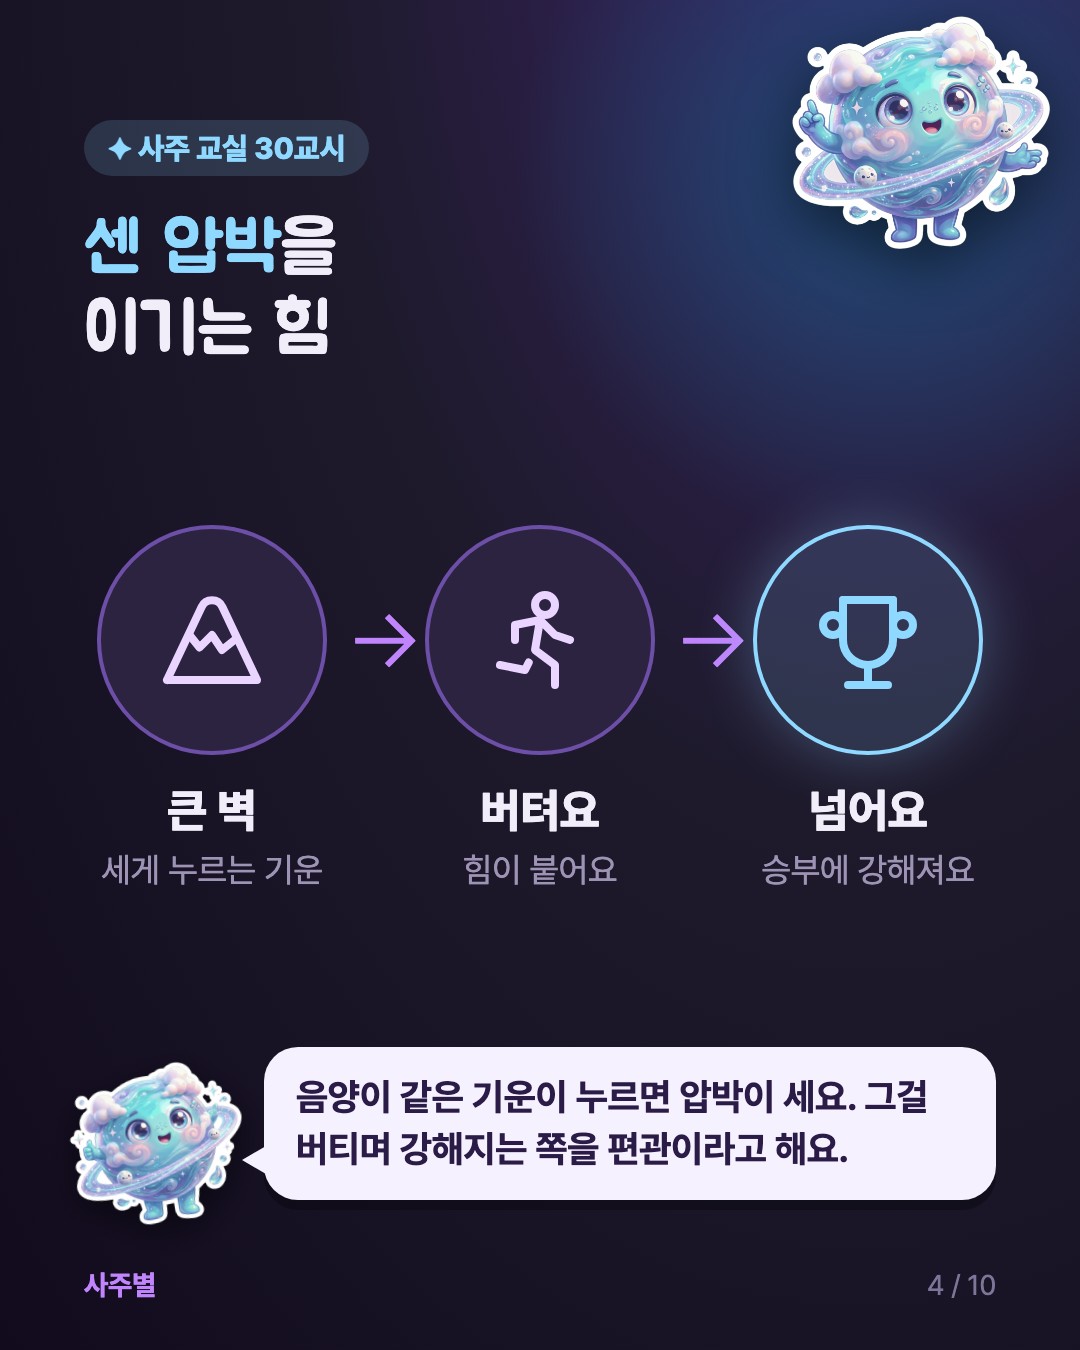 사주 교실 30교시
센 압박을
이기는 힘
큰 벽
세게 누르는 기운
버텨요
힘이 붙어요
넘어요
승부에 강해져요
음양이 같은 기운이 누르면 압박이 세요. 그걸
버티며 강해지는 쪽을 편관이라고 해요.
사주별
4 / 10